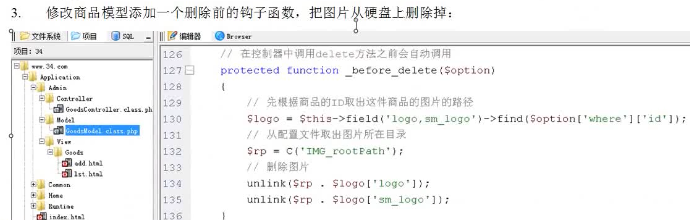 3. 修改商品模型添加一个删除前的钩子函数，把图片从硬盘上删除掉：
文件系统 项目 SQL
项目: 34
www.34.com
Application
Admin
Controller
GoodsController.class.ph
Model
GoodsModel.class.php
View
Goods
add.html
lst.html
Common
Home
Runtime
index.html
编辑器 Browser
126 // 在控制器中调用delete方法之前会自动调用
127 protected function _before_delete($option)
128 {
129 // 先根据商品的ID取出这件商品的图片的路径
130 $logo = $this->field('logo,sm_logo')->find($option['where']['id']);
131 // 从配置文件取出图片所在目录
132 $rp = C('IMG_rootPath');
133 // 删除图片
134 unlink($rp . $logo['logo']);
135 unlink($rp . $logo['sm_logo']);
136 }